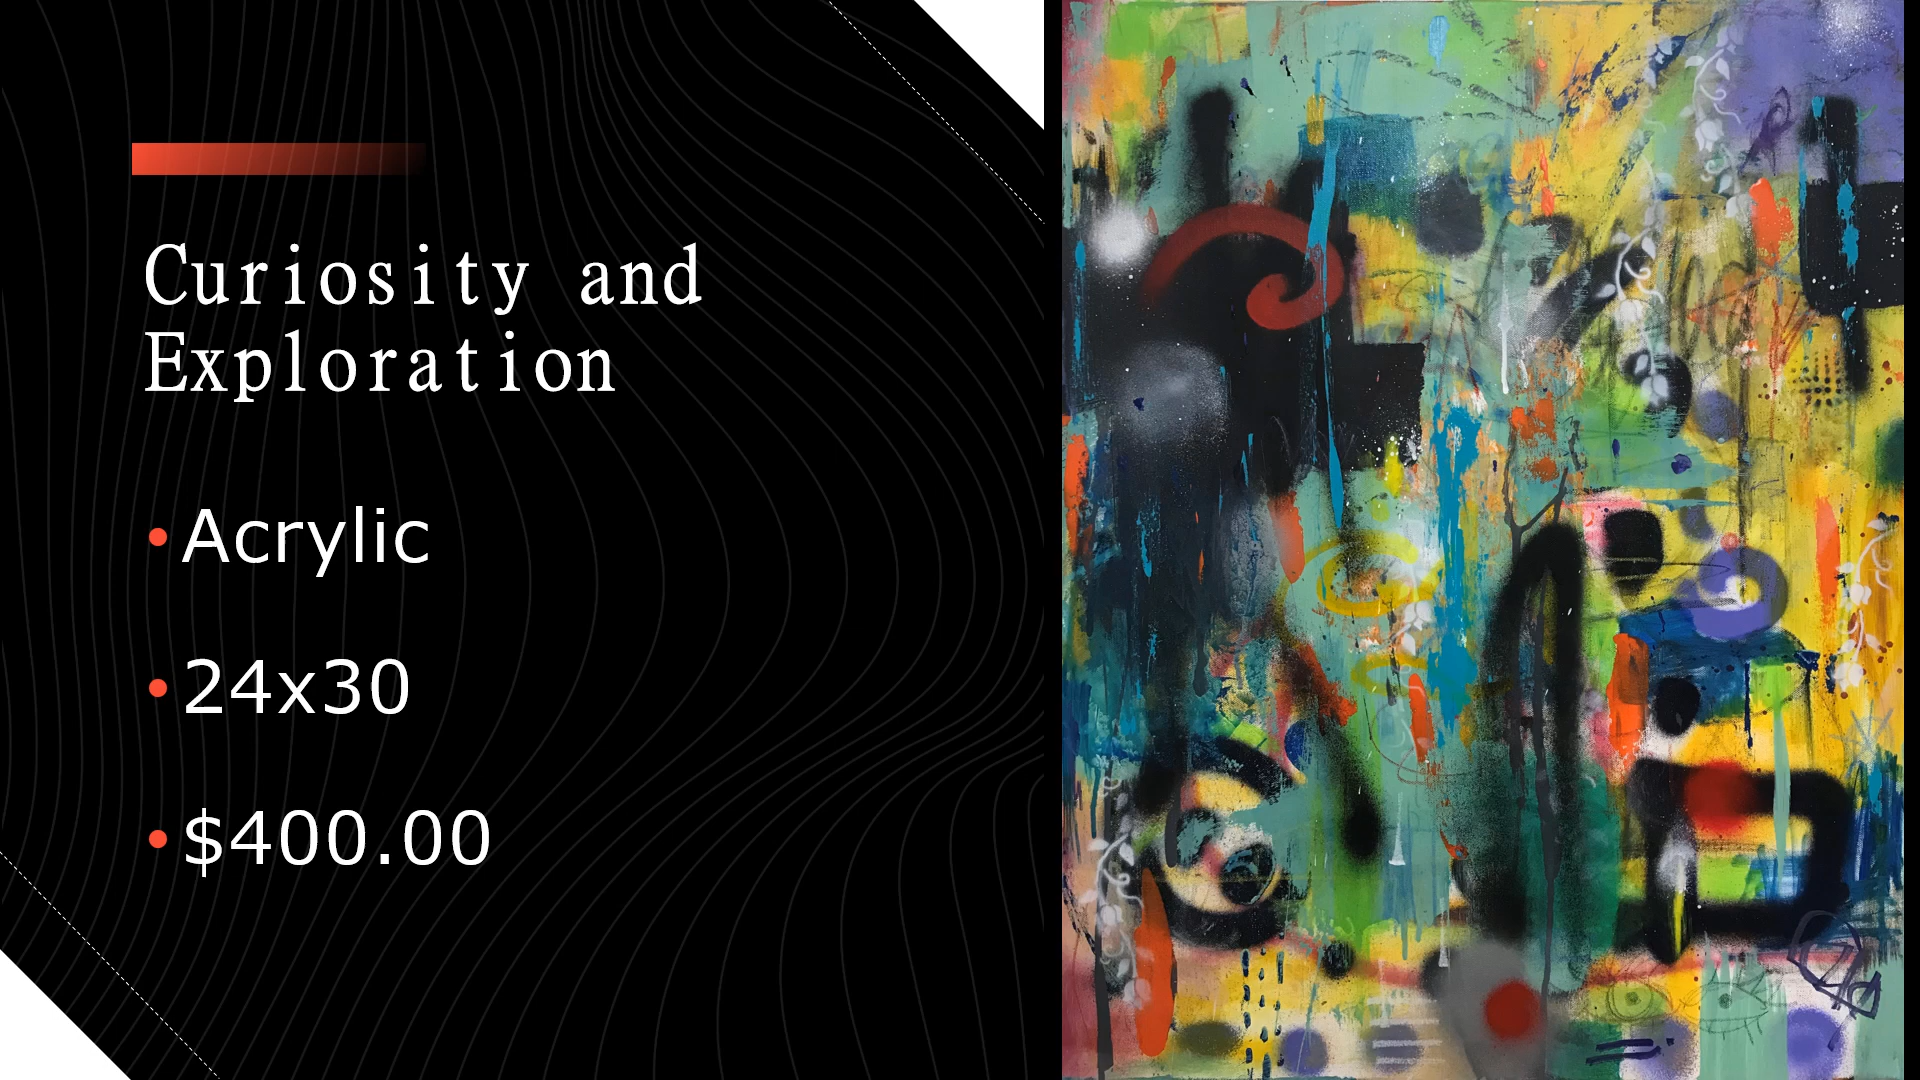 Curiosity and
Exploration
Acrylic
24x30
$400.00